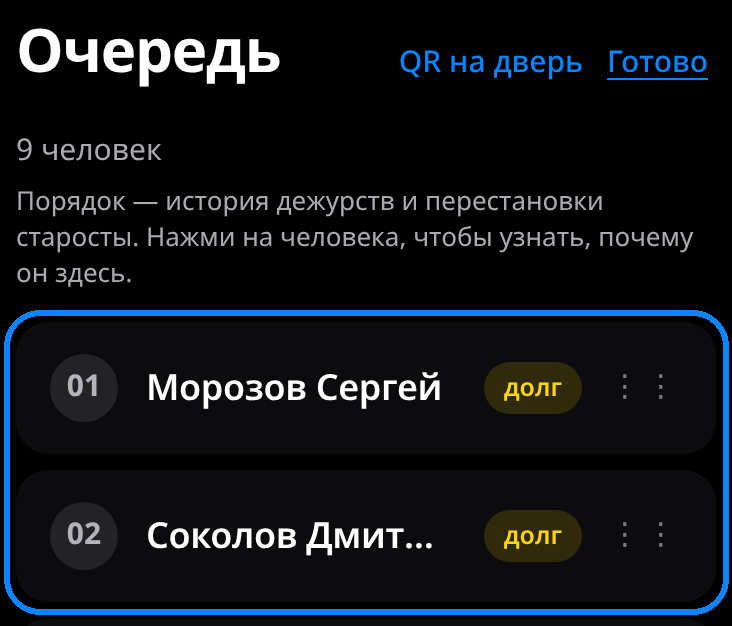 Очередь
QR на дверь
Готово
9 человек
Порядок — история дежурств и перестановки
старосты. Нажми на человека, чтобы узнать, почему
он здесь.
01 Морозов Сергей долг
02 Соколов Дмит... долг